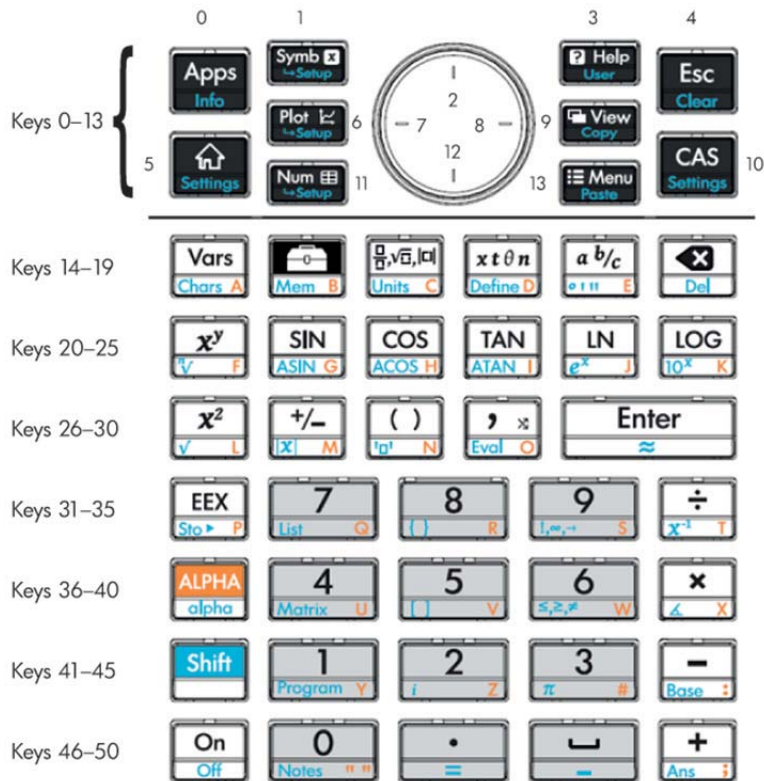 0 1 3 4
Keys 0–13
Apps
Info
Symb
Setup
Help
User
Esc
Clear
2
Plot
Setup
6
7 8
9
View
Copy
5
Settings
Num
Setup
11
12
13
Menu
Paste
CAS
Settings
10
Keys 14–19
Vars
Chars A
Mem B
Units C
x t θ n
Define D
a b/c
E
Del
Keys 20–25
xʸ
ⁿ√ F
SIN
ASIN G
COS
ACOS H
TAN
ATAN I
LN
eˣ J
LOG
10ˣ K
Keys 26–30
x²
√ L
+/−
|x| M
( )
N
,
Eval O
Enter
≈
Keys 31–35
EEX
Sto ▸ P
7
List Q
8
{ } R
9
!,∞,→ S
÷
x⁻¹ T
Keys 36–40
ALPHA
alpha
4
Matrix U
5
[ ] V
6
≤,≥,≠ W
×
∡ X
Keys 41–45
Shift
1
Program Y
2
i Z
3
π #
−
Base :
Keys 46–50
On
Off
0
Notes " "
.
=
_
+
Ans ;